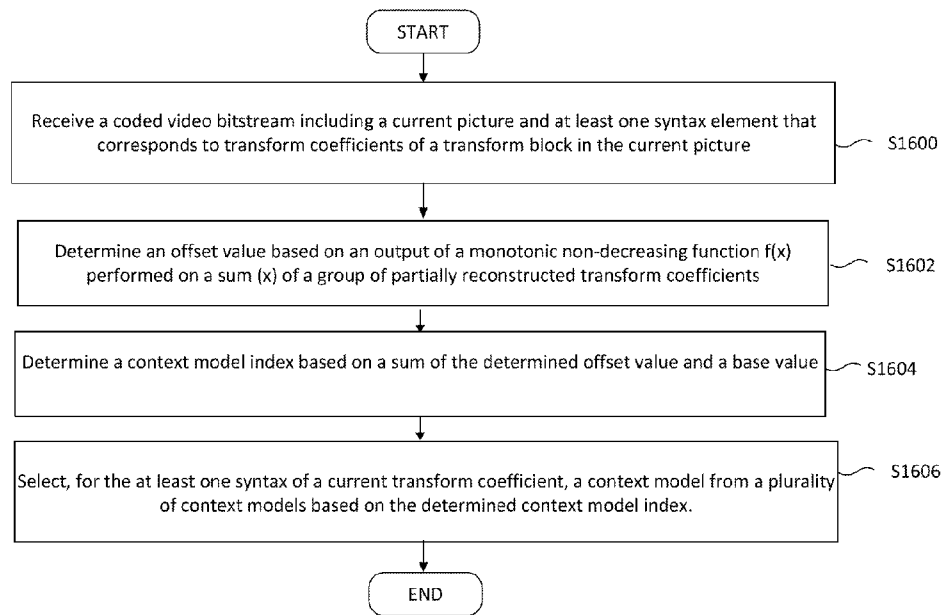 START
Receive a coded video bitstream including a current picture and at least one syntax element that
corresponds to transform coefficients of a transform block in the current picture
S1600
Determine an offset value based on an output of a monotonic non-decreasing function f(x)
performed on a sum (x) of a group of partially reconstructed transform coefficients
S1602
Determine a context model index based on a sum of the determined offset value and a base value
S1604
Select, for the at least one syntax of a current transform coefficient, a context model from a plurality
of context models based on the determined context model index.
S1606
END